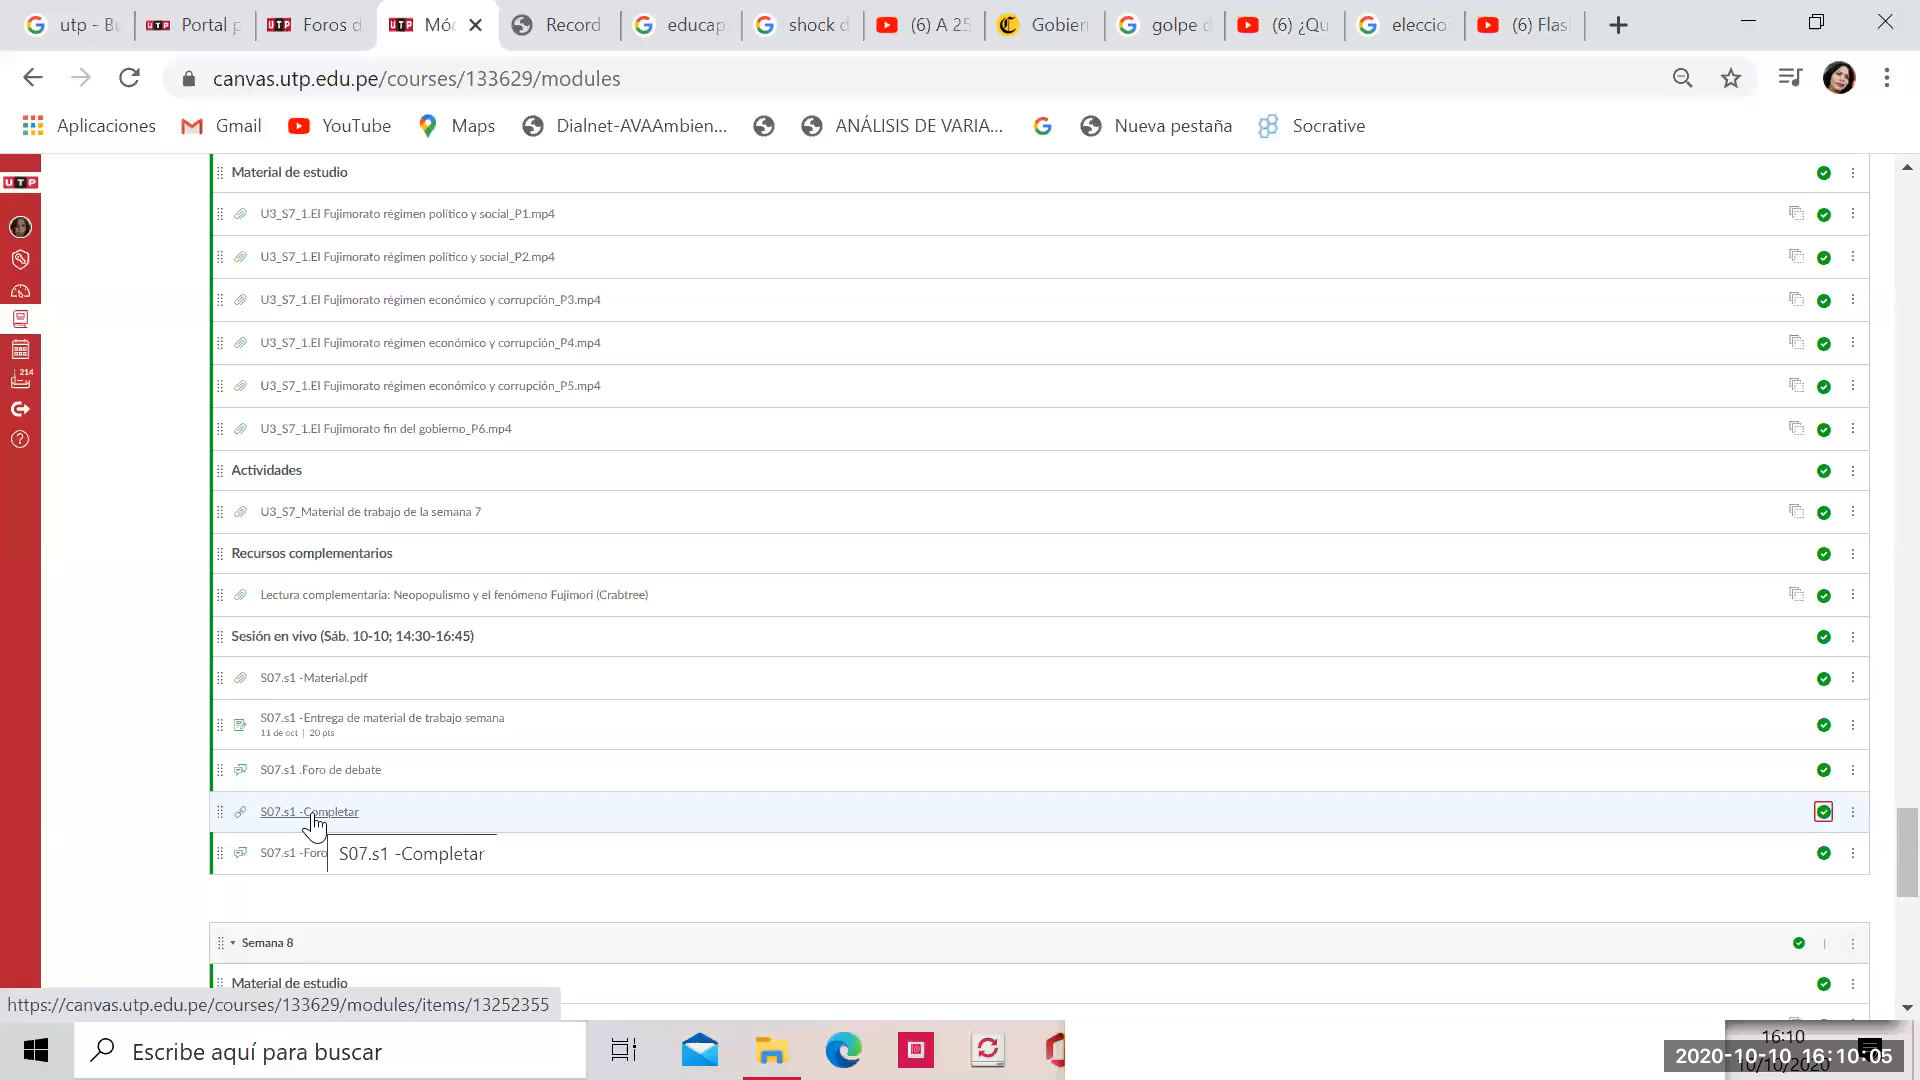 utp - Bu
UTP Portal p
UTP Foros d
UTP Mód
Record
educap
shock d
(6) A 25
Gobien
golpe d
(6) ¿Qu
eleccio
(6) Flas
canvas.utp.edu.pe/courses/133629/modules
Aplicaciones
Gmail
YouTube
Maps
Dialnet-AVAAmbien...
ANÁLISIS DE VARIA...
Nueva pestaña
Socrative
UTP
214
Material de estudio
U3_S7_1.El Fujimorato régimen político y social_P1.mp4
U3_S7_1.El Fujimorato régimen político y social_P2.mp4
U3_S7_1.El Fujimorato régimen económico y corrupción_P3.mp4
U3_S7_1.El Fujimorato régimen económico y corrupción_P4.mp4
U3_S7_1.El Fujimorato régimen económico y corrupción_P5.mp4
U3_S7_1.El Fujimorato fin del gobierno_P6.mp4
Actividades
U3_S7_Material de trabajo de la semana 7
Recursos complementarios
Lectura complementaria: Neopopulismo y el fenómeno Fujimori (Crabtree)
Sesión en vivo (Sáb. 10-10; 14:30-16:45)
S07.s1 -Material.pdf
S07.s1 -Entrega de material de trabajo semana
11 de oct | 20 pts
S07.s1 .Foro de debate
S07.s1 -Completar
S07.s1 -Foro
S07.s1 -Completar
Semana 8
Material de estudio
https://canvas.utp.edu.pe/courses/133629/modules/items/13252355
Escribe aquí para buscar
16:10
10/10/2020
2020-10-10 16:10:05